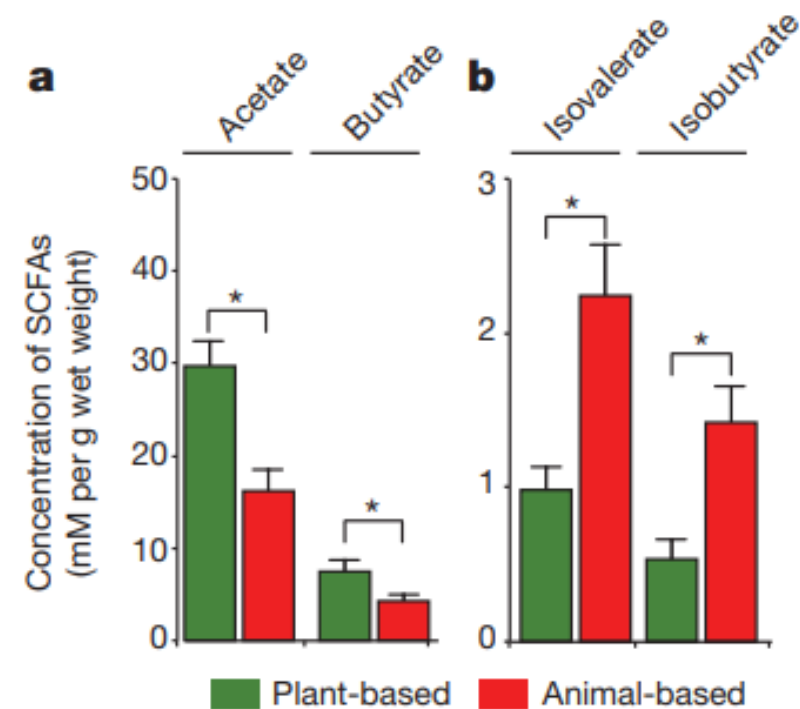 a
Acetate
Butyrate
b
Isovalerate
Isobutyrate
Concentration of SCFAs
(mM per g wet weight)
50
40
30
20
10
0
*
*
3
2
1
0
*
*
Plant-based
Animal-based